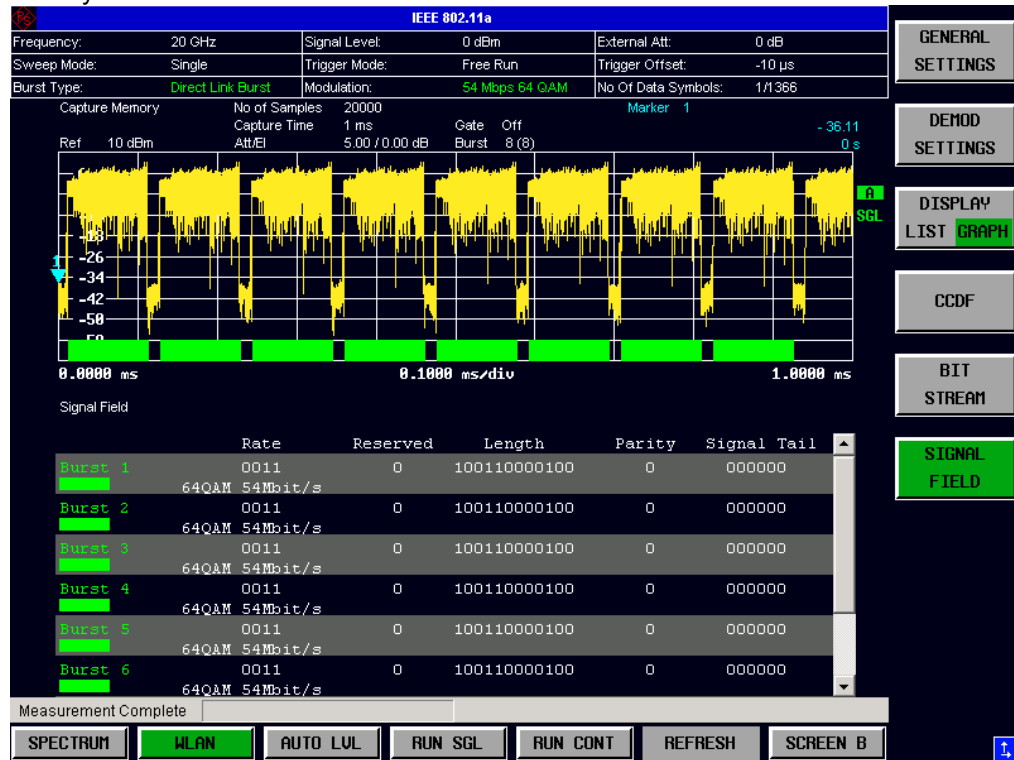 IEEE 802.11a
Frequency: 20 GHz Signal Level: 0 dBm External Att: 0 dB
Sweep Mode: Single Trigger Mode: Free Run Trigger Offset: -10 µs
Burst Type: Direct Link Burst Modulation: 54 Mbps 64 QAM No Of Data Symbols: 1/1366
Capture Memory No of Samples 20000 Marker 1
Capture Time 1 ms Gate Off - 36.11
Ref 10 dBm Att/El 5.00 / 0.00 dB Burst 8 (8) 0 s
A
SGL
-18
1 -26
-34
-42
-50
0.0000 ms 0.1000 ms/div 1.0000 ms
Signal Field
Rate Reserved Length Parity Signal Tail
Burst 1 0011 0 100110000100 0 000000
64QAM 54Mbit/s
Burst 2 0011 0 100110000100 0 000000
64QAM 54Mbit/s
Burst 3 0011 0 100110000100 0 000000
64QAM 54Mbit/s
Burst 4 0011 0 100110000100 0 000000
64QAM 54Mbit/s
Burst 5 0011 0 100110000100 0 000000
64QAM 54Mbit/s
Burst 6 0011 0 100110000100 0 000000
64QAM 54Mbit/s
Measurement Complete
SPECTRUM WLAN AUTO LVL RUN SGL RUN CONT REFRESH SCREEN B
GENERAL
SETTINGS
DEMOD
SETTINGS
DISPLAY
LIST GRAPH
CCDF
BIT
STREAM
SIGNAL
FIELD